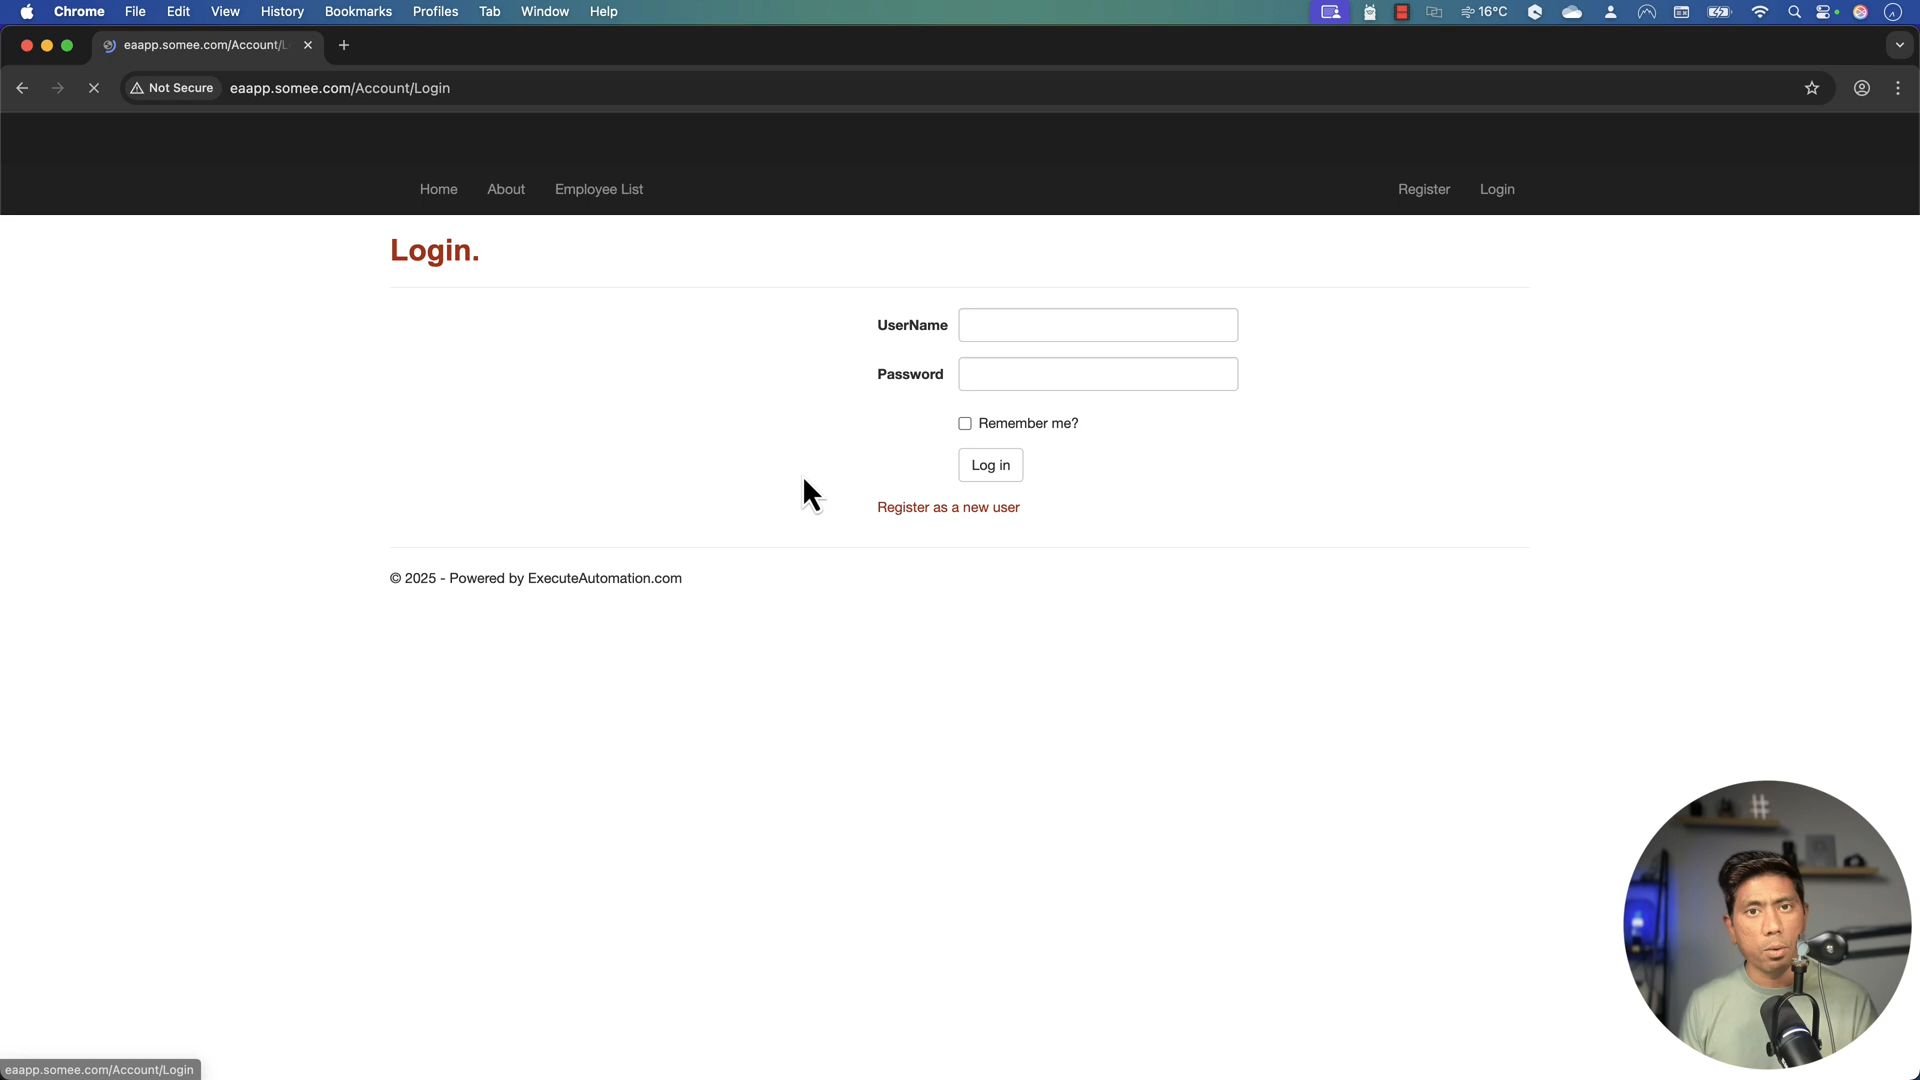 Chrome File Edit View History Bookmarks Profiles Tab Window Help 16°C
eaapp.somee.com/Account/L
Not Secure eaapp.somee.com/Account/Login
Home About Employee List Register Login
Login.
UserName
Password
Remember me?
Log in
Register as a new user
© 2025 - Powered by ExecuteAutomation.com
eaapp.somee.com/Account/Login